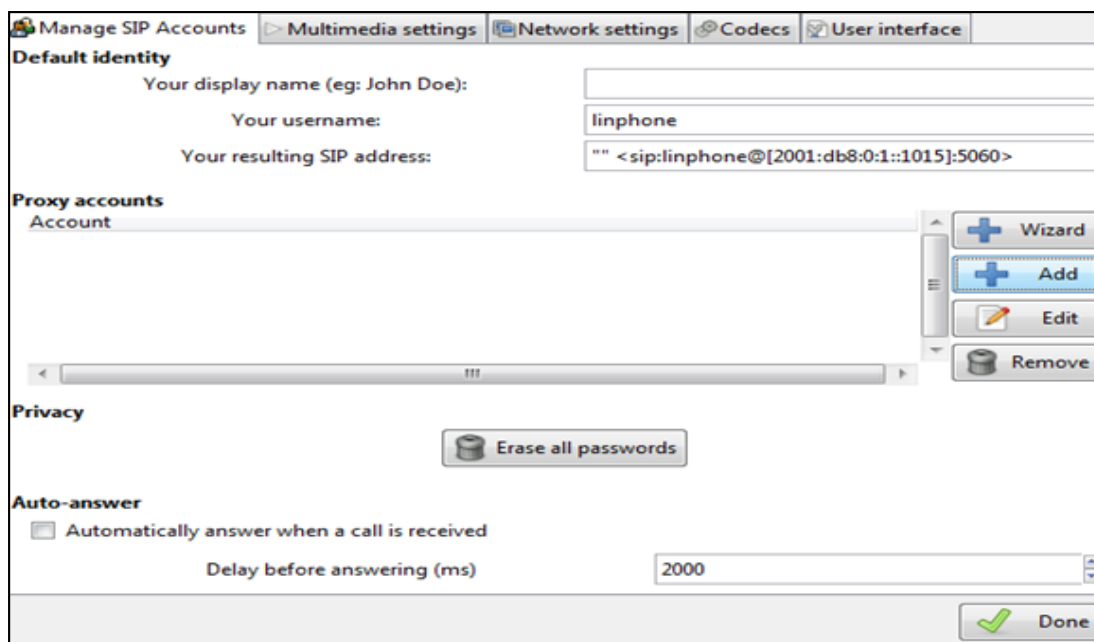 Manage SIP Accounts Multimedia settings Network settings Codecs User interface
Default identity
Your display name (eg: John Doe):
Your username: linphone
Your resulting SIP address: "" <sip:linphone@[2001:db8:0:1::1015]:5060>
Proxy accounts
Account
Wizard
Add
Edit
Remove
Privacy
Erase all passwords
Auto-answer
Automatically answer when a call is received
Delay before answering (ms) 2000
Done